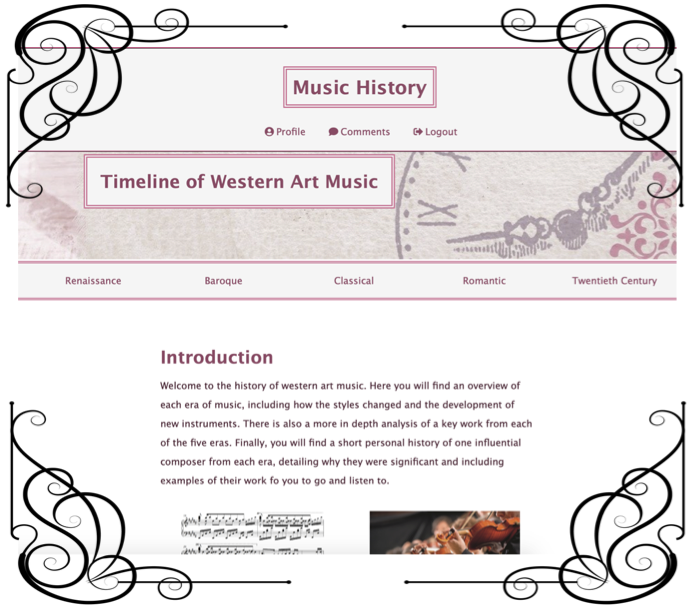 Music History
Profile Comments Logout
Timeline of Western Art Music
IX
Renaissance Baroque Classical Romantic Twentieth Century
Introduction
Welcome to the history of western art music. Here you will find an overview of
each era of music, including how the styles changed and the development of
new instruments. There is also a more in depth analysis of a key work from each
of the five eras. Finally, you will find a short personal history of one influential
composer from each era, detailing why they were significant and including
examples of their work fo you to go and listen to.